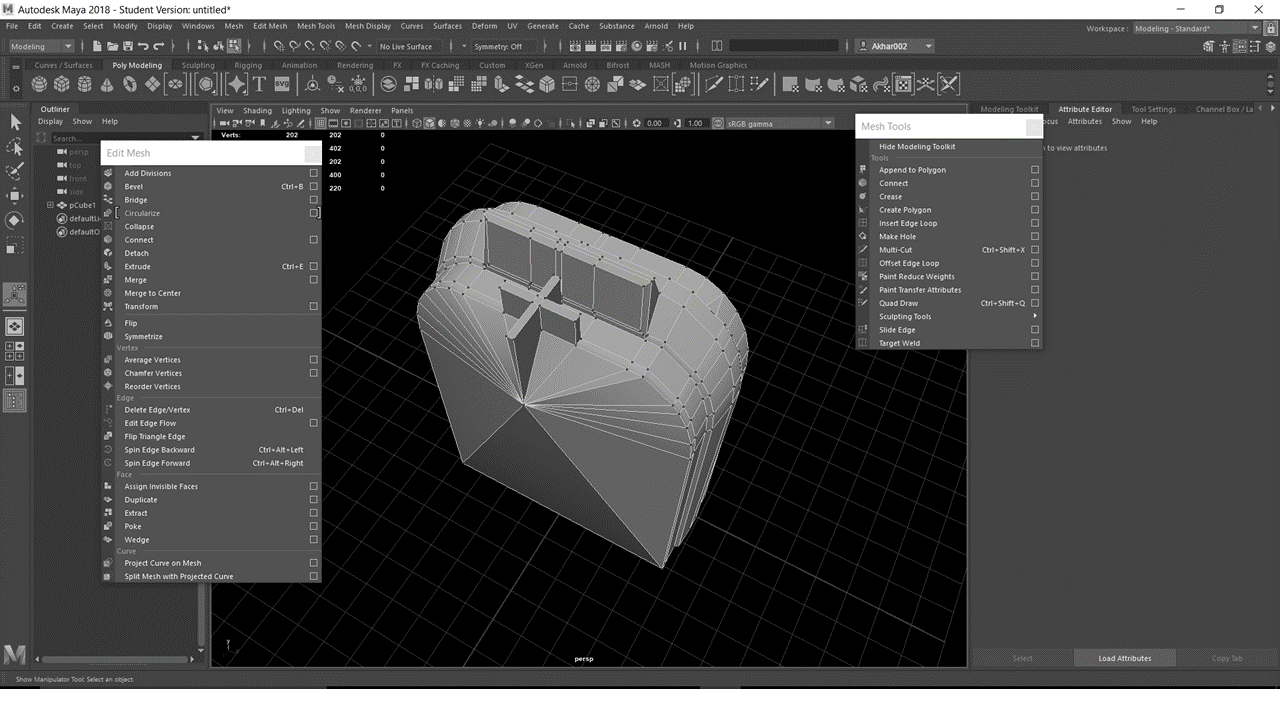 Autodesk Maya 2018 - Student Version: untitled*
File Edit Create Select Modify Display Windows Mesh Edit Mesh Mesh Tools Mesh Display Curves Surfaces Deform UV Generate Cache Substance Arnold Help
Workspace : Modeling - Standard*
Modeling No Live Surface Symmetry: Off Akhar002
Curves / Surfaces Poly Modeling Sculpting Rigging Animation Rendering FX FX Caching Custom XGen Arnold Bifrost MASH Motion Graphics
Outliner
Display Show Help
Search...
persp
top
front
side
pCube1
defaultLi
defaultO
View Shading Lighting Show Renderer Panels
0.00 1.00 sRGB gamma
Verts: 202 202 0
402 0
202 0
400 0
220 0
Edit Mesh
Add Divisions
Bevel Ctrl+B
Bridge
Circularize
Collapse
Connect
Detach
Extrude Ctrl+E
Merge
Merge to Center
Transform
Flip
Symmetrize
Vertex
Average Vertices
Chamfer Vertices
Reorder Vertices
Edge
Delete Edge/Vertex Ctrl+Del
Edit Edge Flow
Flip Triangle Edge
Spin Edge Backward Ctrl+Alt+Left
Spin Edge Forward Ctrl+Alt+Right
Face
Assign Invisible Faces
Duplicate
Extract
Poke
Wedge
Curve
Project Curve on Mesh
Split Mesh with Projected Curve
Mesh Tools
Hide Modeling Toolkit
Tools
Append to Polygon
Connect
Crease
Create Polygon
Insert Edge Loop
Make Hole
Multi-Cut Ctrl+Shift+X
Offset Edge Loop
Paint Reduce Weights
Paint Transfer Attributes
Quad Draw Ctrl+Shift+Q
Sculpting Tools
Slide Edge
Target Weld
Modeling Toolkit Attribute Editor Tool Settings Channel Box / La
ocus Attributes Show Help
n to view attributes
persp
Y
Select Load Attributes Copy Tab
Show Manipulator Tool: Select an object.